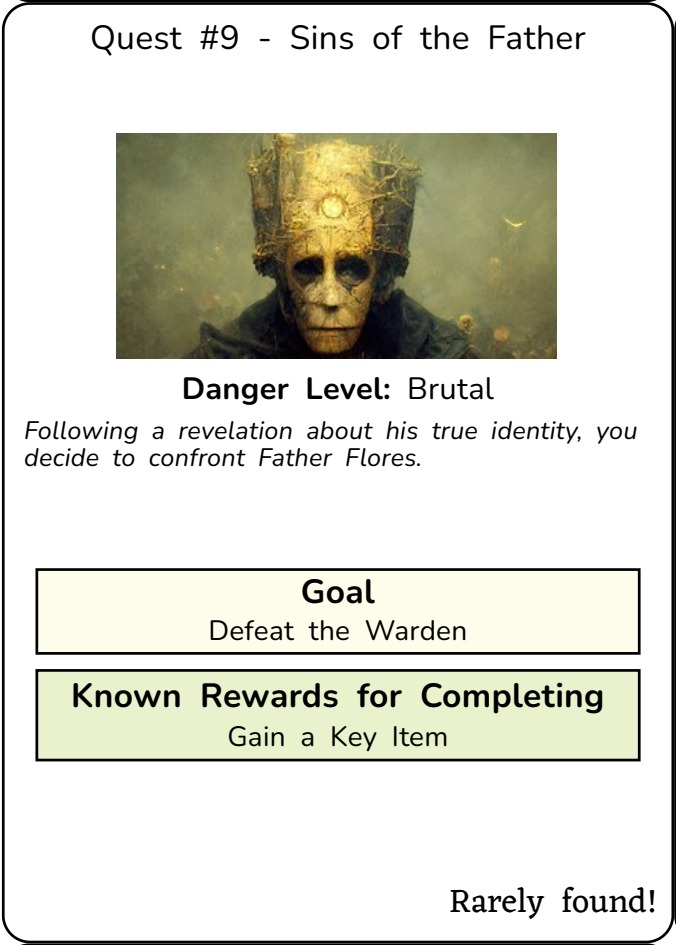 Quest #9 - Sins of the Father
Danger Level: Brutal
Following a revelation about his true identity, you
decide to confront Father Flores.
Goal
Defeat the Warden
Known Rewards for Completing
Gain a Key Item
Rarely found!